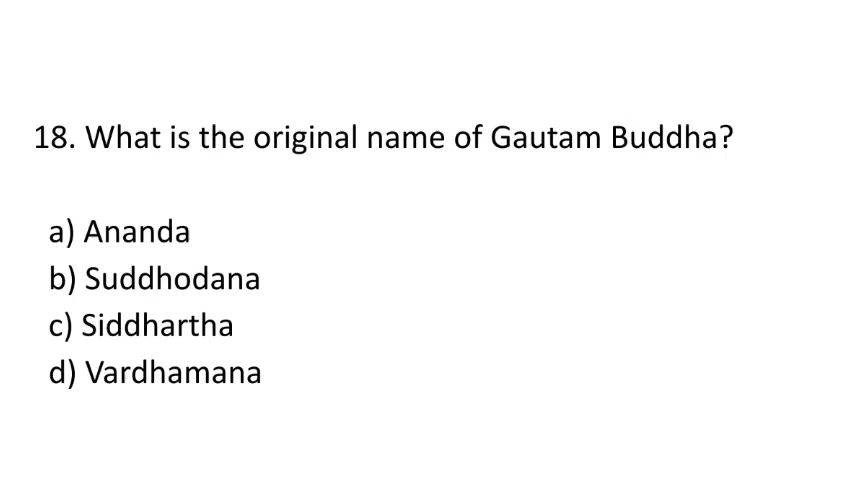 18. What is the original name of Gautam Buddha?
a) Ananda
b) Suddhodana
c) Siddhartha
d) Vardhamana